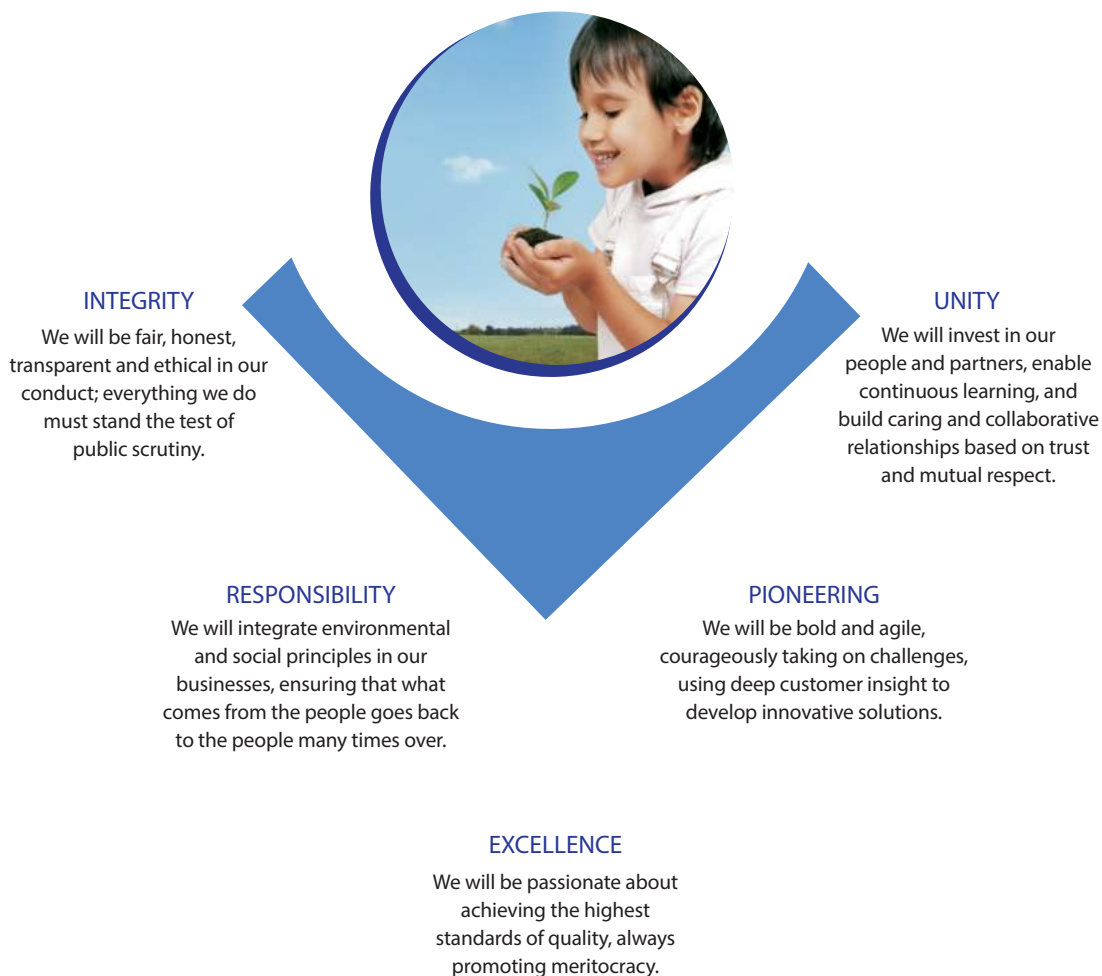 INTEGRITY
We will be fair, honest,
transparent and ethical in our
conduct; everything we do
must stand the test of
public scrutiny.
UNITY
We will invest in our
people and partners, enable
continuous learning, and
build caring and collaborative
relationships based on trust
and mutual respect.
RESPONSIBILITY
We will integrate environmental
and social principles in our
businesses, ensuring that what
comes from the people goes back
to the people many times over.
PIONEERING
We will be bold and agile,
courageously taking on challenges,
using deep customer insight to
develop innovative solutions.
EXCELLENCE
We will be passionate about
achieving the highest
standards of quality, always
promoting meritocracy.